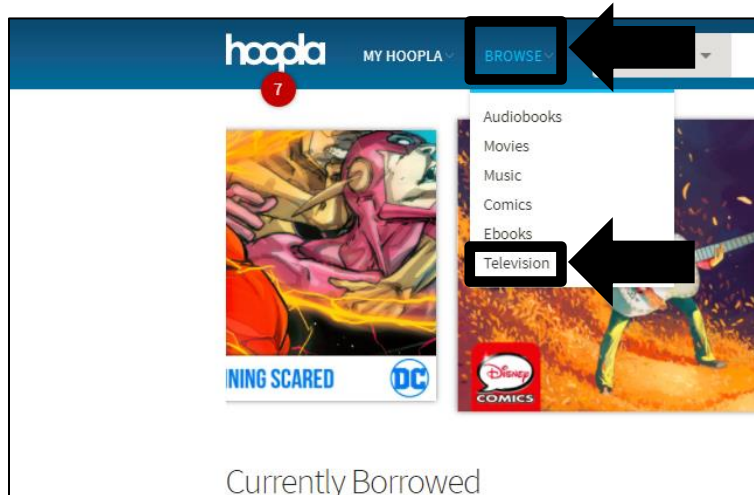 hoopla
MY HOOPLA
BROWSE
7
Audiobooks
Movies
Music
Comics
Ebooks
Television
NING SCARED
DC
Disney
COMICS
Currently Borrowed